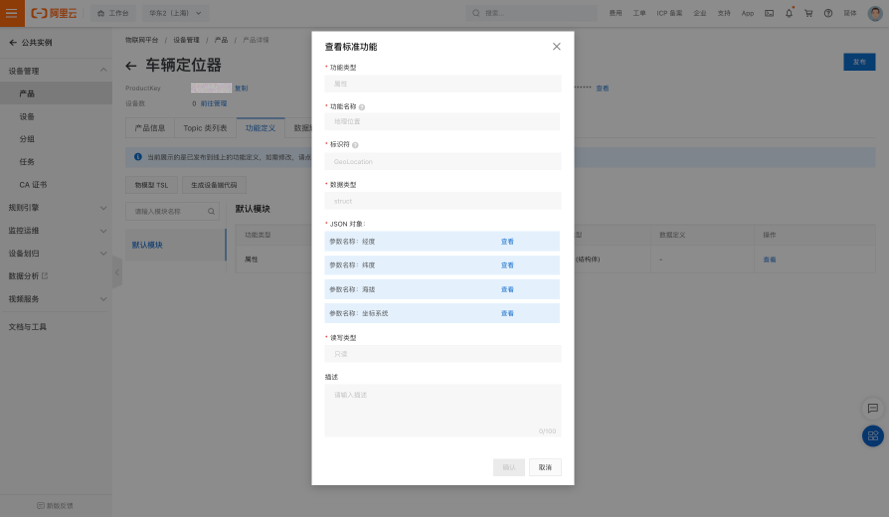 阿里云
工作台
华东2（上海）
搜索...
费用
工单
ICP 备案
企业
支持
App
简体
公共实例
物联网平台 / 设备管理 / 产品 / 产品详情
车辆定位器
发布
ProductKey
复制
查看
设备数
0 前往管理
设备管理
产品
设备
分组
任务
CA 证书
规则引擎
监控运维
设备划归
数据分析
视频服务
文档与工具
产品信息
Topic 类列表
功能定义
当前展示的是已发布到线上的功能定义，如需修改，请点
物模型 TSL
生成设备端代码
请输入模块名称
默认模块
默认模块
功能类型
数据定义
操作
属性
(结构体)
-
查看
查看标准功能
* 功能类型
属性
* 功能名称
地理位置
* 标识符
GeoLocation
* 数据类型
struct
* JSON 对象：
参数名称：经度
查看
参数名称：纬度
查看
参数名称：海拔
查看
参数名称：坐标系统
查看
* 读写类型
只读
描述
请输入描述
0/100
确认
取消